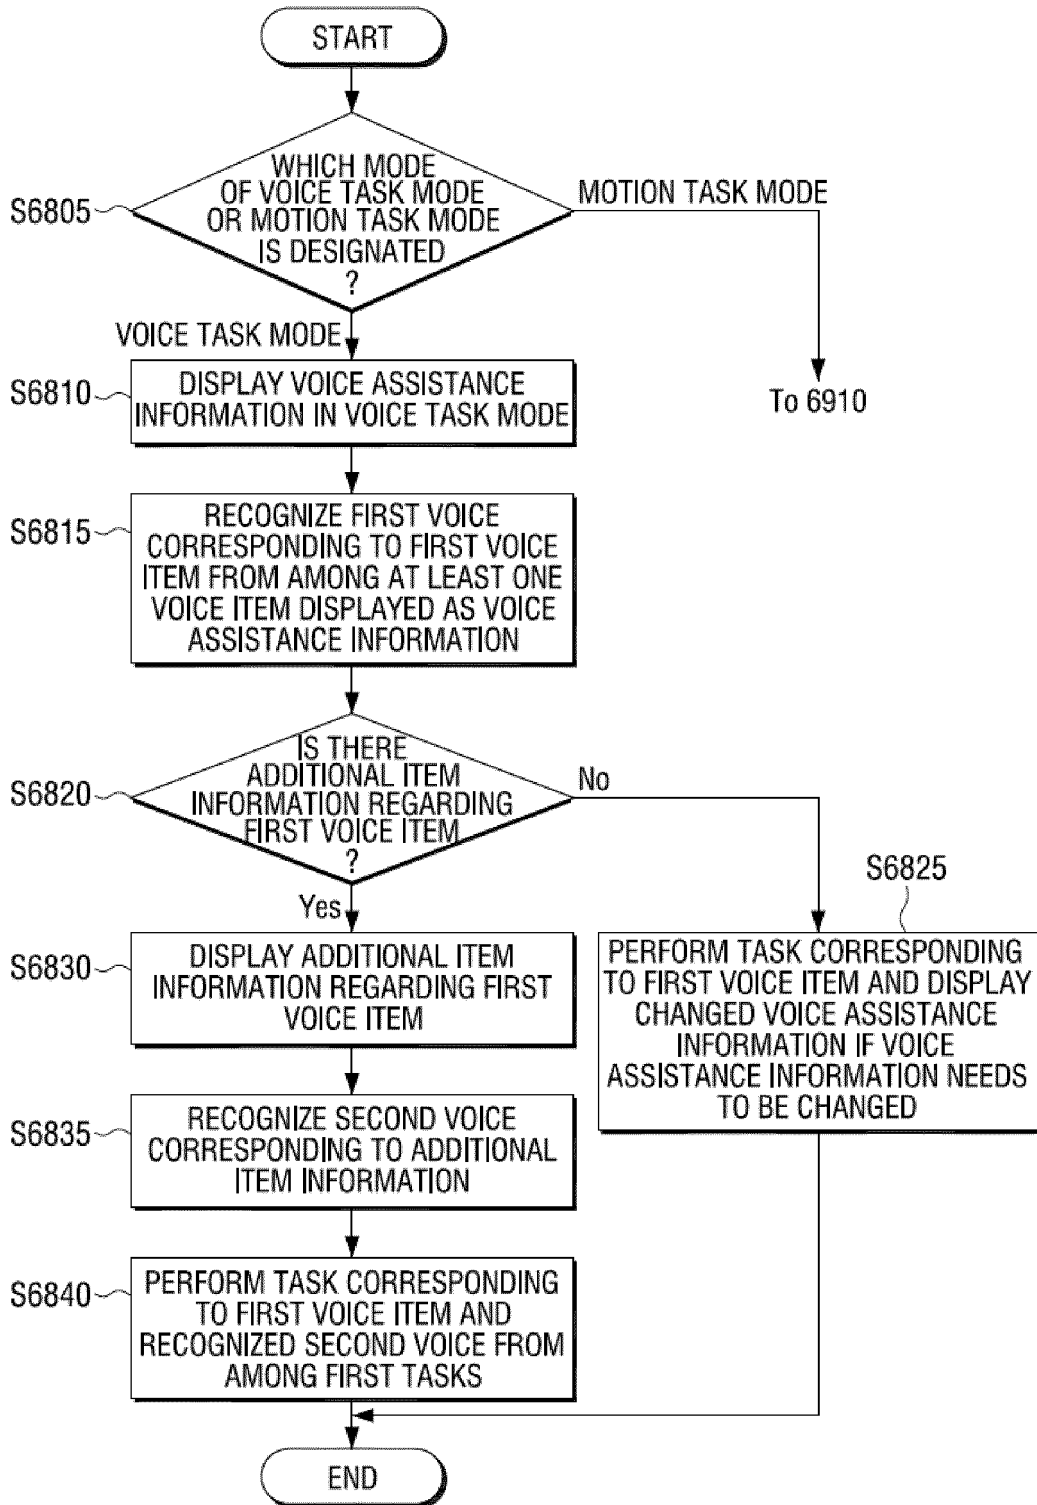 START
WHICH MODE
OF VOICE TASK MODE
OR MOTION TASK MODE
IS DESIGNATED
?
S6805
MOTION TASK MODE
To 6910
VOICE TASK MODE
S6810
DISPLAY VOICE ASSISTANCE
INFORMATION IN VOICE TASK MODE
S6815
RECOGNIZE FIRST VOICE
CORRESPONDING TO FIRST VOICE
ITEM FROM AMONG AT LEAST ONE
VOICE ITEM DISPLAYED AS VOICE
ASSISTANCE INFORMATION
S6820
IS THERE
ADDITIONAL ITEM
INFORMATION REGARDING
FIRST VOICE ITEM
?
No
S6825
PERFORM TASK CORRESPONDING
TO FIRST VOICE ITEM AND DISPLAY
CHANGED VOICE ASSISTANCE
INFORMATION IF VOICE
ASSISTANCE INFORMATION NEEDS
TO BE CHANGED
Yes
S6830
DISPLAY ADDITIONAL ITEM
INFORMATION REGARDING FIRST
VOICE ITEM
S6835
RECOGNIZE SECOND VOICE
CORRESPONDING TO ADDITIONAL
ITEM INFORMATION
S6840
PERFORM TASK CORRESPONDING
TO FIRST VOICE ITEM AND
RECOGNIZED SECOND VOICE FROM
AMONG FIRST TASKS
END